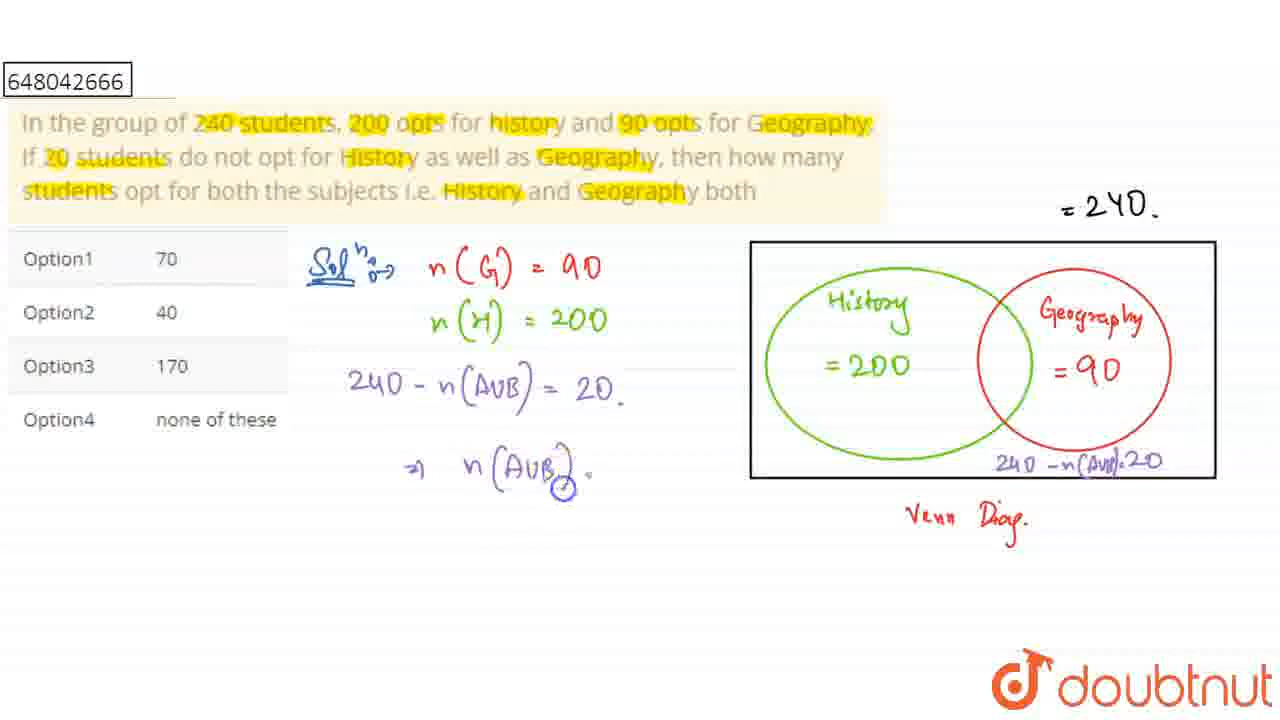 648042666
In the group of 240 students, 200 opts for history and 90 opts for Geography.
If 20 students do not opt for History as well as Geography, then how many
students opt for both the subjects i.e. History and Geography both
= 240.
Option1 70
Option2 40
Option3 170
Option4 none of these
Solⁿ:→ n(G) = 90
n(H) = 200
240 - n(AUB) = 20.
⇒ n(AUB) =
History
= 200
Geography
= 90
240 - n(AUB) = 20
Venn Diag.
doubtnut